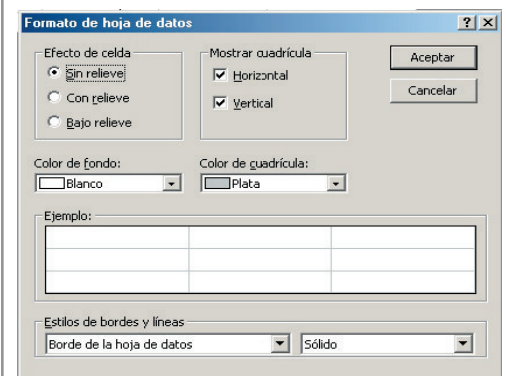 Formato de hoja de datos
Efecto de celda
Sin relieve
Con relieve
Bajo relieve
Mostrar cuadrícula
Horizontal
Vertical
Aceptar
Cancelar
Color de fondo:
Blanco
Color de cuadrícula:
Plata
Ejemplo:
Estilos de bordes y líneas
Borde de la hoja de datos
Sólido